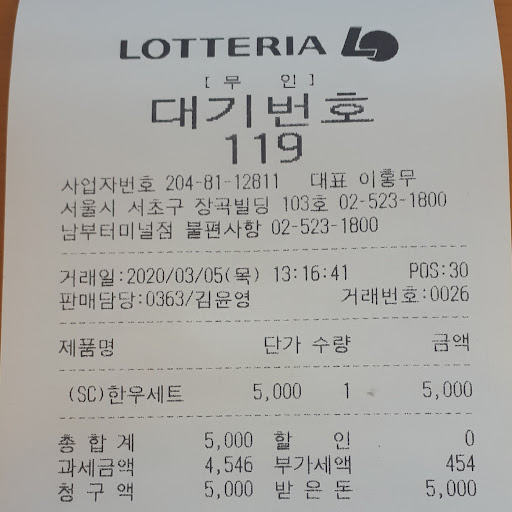 LOTTERIA
[ 무 인 ]
대기번호
119
사업자번호 204-81-12811 대표 이홍무
서울시 서초구 장곡빌딩 103호 02-523-1800
남부터미널점 불편사항 02-523-1800
거래일:2020/03/05(목) 13:16:41 POS:30
판매담당:0363/김윤영 거래번호:0026
제품명 단가 수량 금액
(SC)한우세트 5,000 1 5,000
총 합 계 5,000 할 인 0
과세금액 4,546 부가세액 454
청 구 액 5,000 받 은 돈 5,000